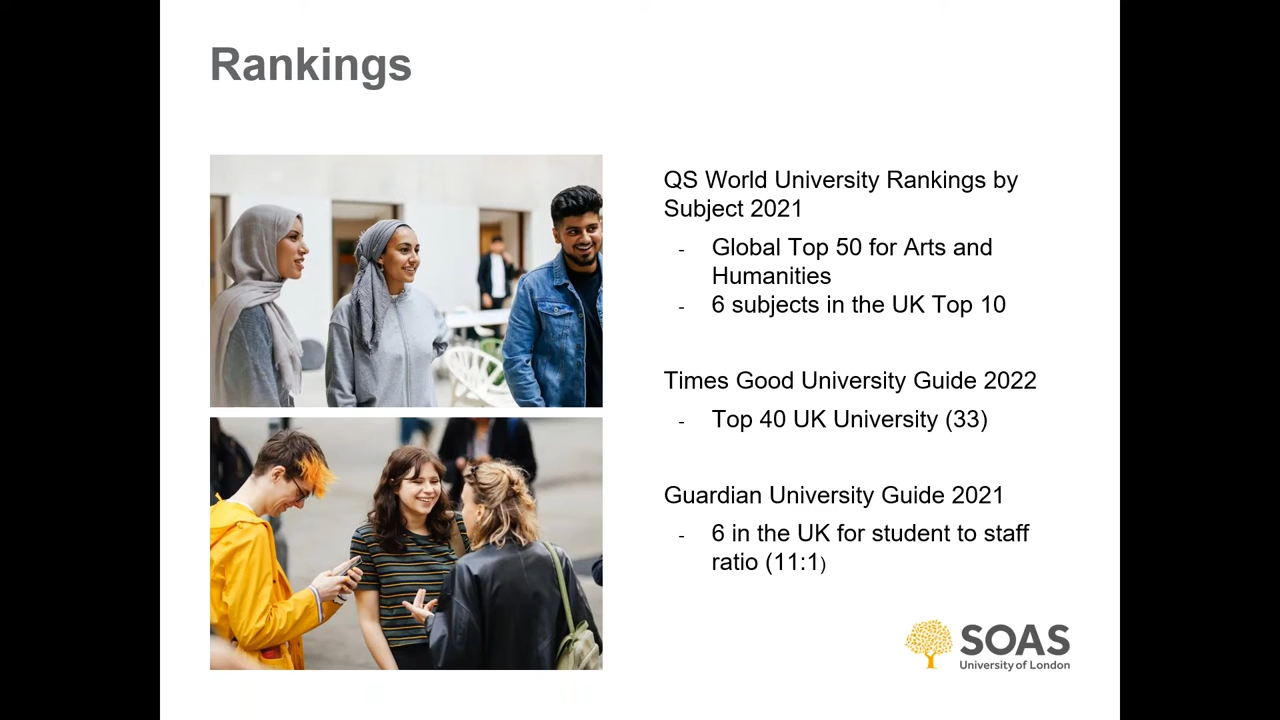 Rankings
QS World University Rankings by
Subject 2021
- Global Top 50 for Arts and
Humanities
- 6 subjects in the UK Top 10
Times Good University Guide 2022
- Top 40 UK University (33)
Guardian University Guide 2021
- 6 in the UK for student to staff
ratio (11:1)
SOAS
University of London